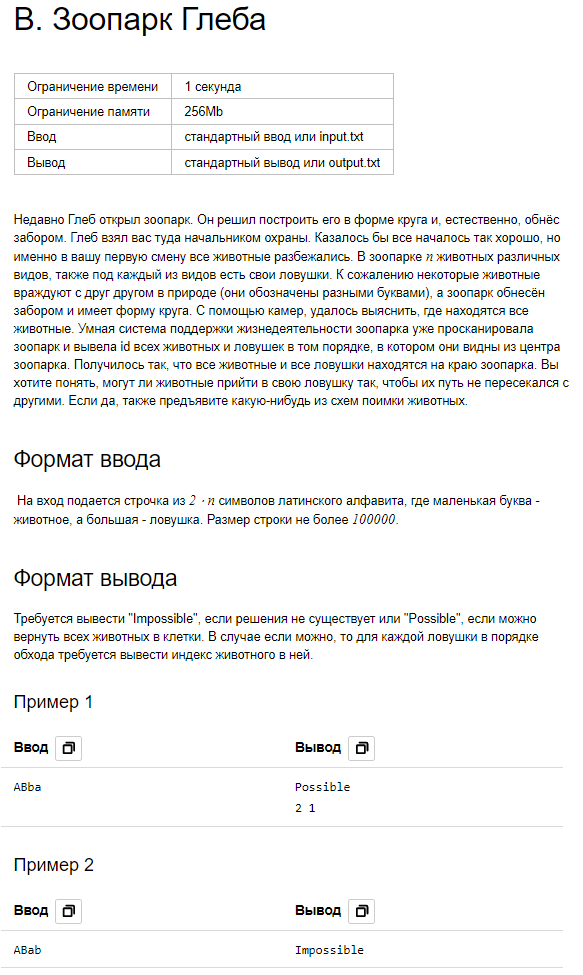 В. Зоопарк Глеба
Ограничение времени 1 секунда
Ограничение памяти 256Mb
Ввод стандартный ввод или input.txt
Вывод стандартный вывод или output.txt
Недавно Глеб открыл зоопарк. Он решил построить его в форме круга и, естественно, обнёс
забором. Глеб взял вас туда начальником охраны. Казалось бы все началось так хорошо, но
именно в вашу первую смену все животные разбежались. В зоопарке n животных различных
видов, также под каждый из видов есть свои ловушки. К сожалению некоторые животные
враждуют с друг другом в природе (они обозначены разными буквами), а зоопарк обнесён
забором и имеет форму круга. С помощью камер, удалось выяснить, где находятся все
животные. Умная система поддержки жизнедеятельности зоопарка уже просканировала
зоопарк и вывела id всех животных и ловушек в том порядке, в котором они видны из центра
зоопарка. Получилось так, что все животные и все ловушки находятся на краю зоопарка. Вы
хотите понять, могут ли животные прийти в свою ловушку так, чтобы их путь не пересекался с
другими. Если да, также предъявите какую-нибудь из схем поимки животных.
Формат ввода
На вход подается строчка из 2 · n символов латинского алфавита, где маленькая буква -
животное, а большая - ловушка. Размер строки не более 100000.
Формат вывода
Требуется вывести "Impossible", если решения не существует или "Possible", если можно
вернуть всех животных в клетки. В случае если можно, то для каждой ловушки в порядке
обхода требуется вывести индекс животного в ней.
Пример 1
Ввод Вывод
ABba Possible
2 1
Пример 2
Ввод Вывод
ABab Impossible